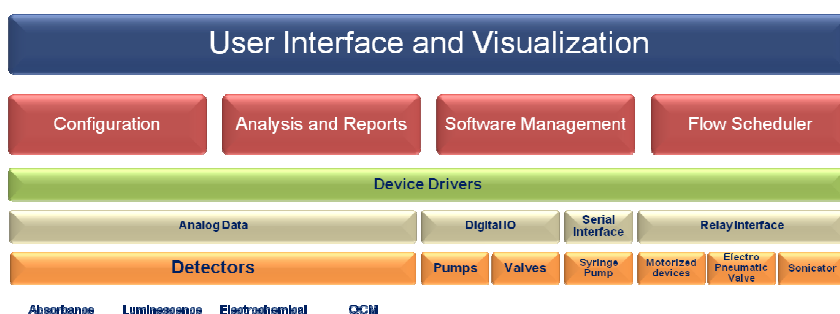 User Interface and Visualization
Configuration
Analysis and Reports
Software Management
Flow Scheduler
Device Drivers
Analog Data
Digital IO
Serial
Interface
Relay Interface
Detectors
Pumps
Valves
Syringe
Pump
Motorized
devices
Electro
Pneumatic
Valve
Sonicator
Absorbance
Luminescence
Electrochemical
QCM